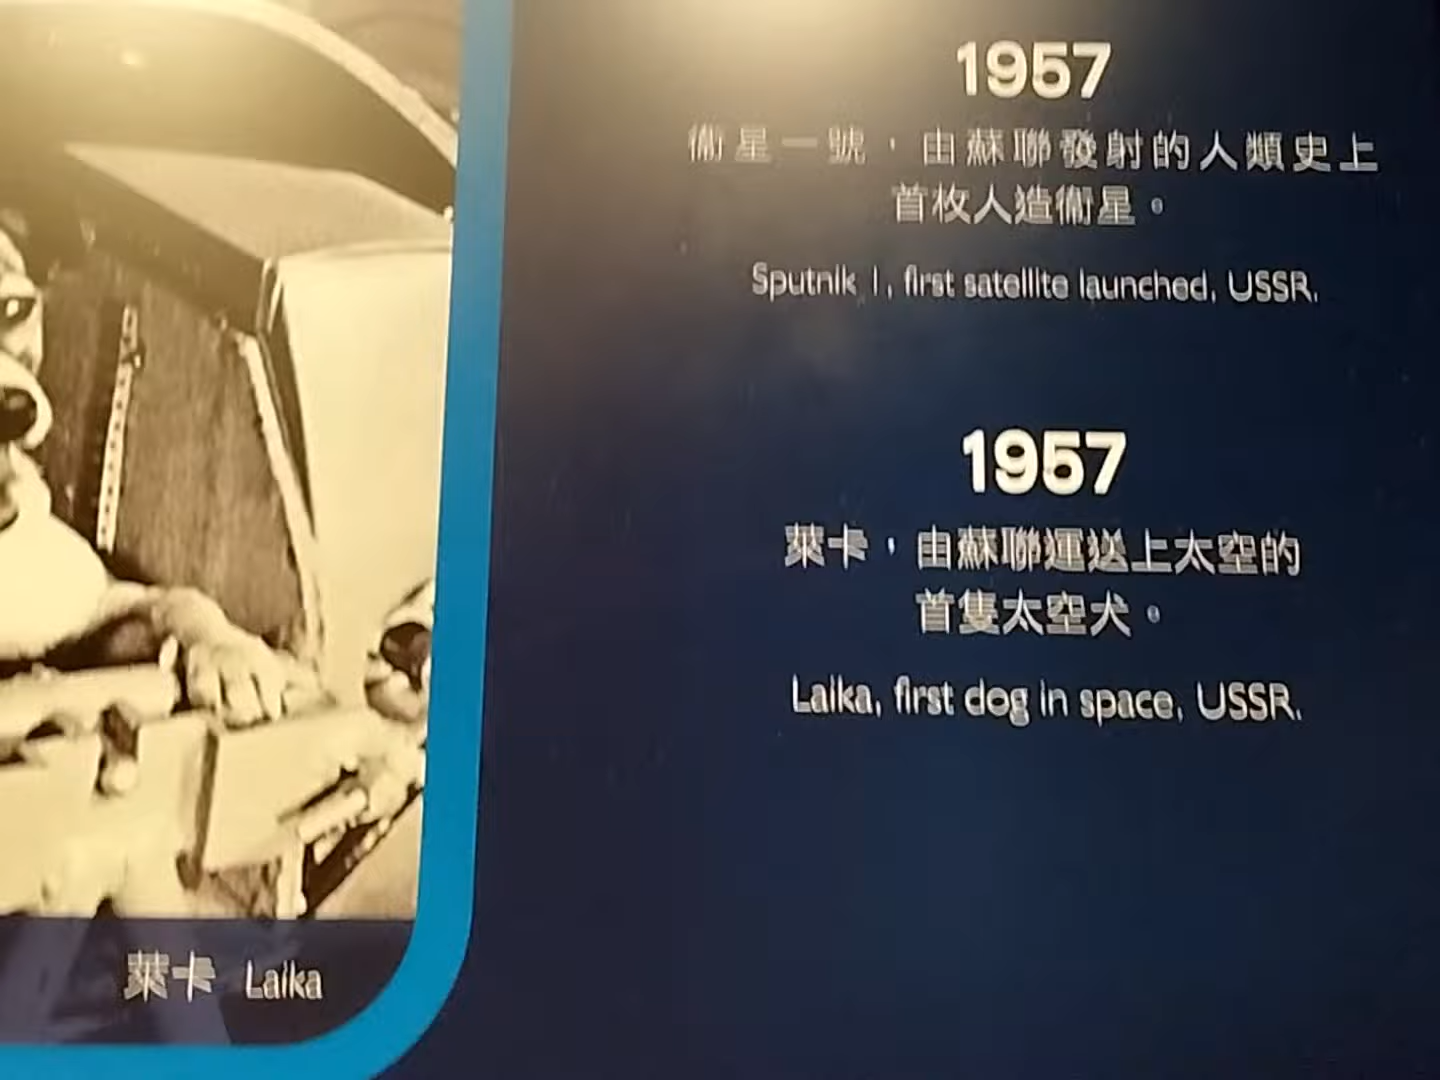 1957
衞星一號，由蘇聯發射的人類史上
首枚人造衞星。
Sputnik 1, first satellite launched, USSR.
1957
萊卡，由蘇聯運送上太空的
首隻太空犬。
Laika, first dog in space, USSR.
萊卡 Laika